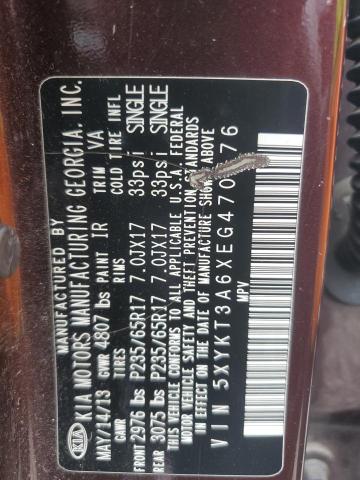 MANUFACTURED BY
KIA KIA MOTORS MANUFACTURING GEORGIA, INC.
MAY/14/13 GVWR 4807 lbs PAINT IR TRIM VA
GAWR TIRES RIMS COLD TIRE INFL
FRONT 2976 lbs P235/65R17 7.0JX17 33psi SINGLE
REAR 3075 lbs P235/65R17 7.0JX17 33psi SINGLE
THIS VEHICLE CONFORMS TO ALL APPLICABLE U.S.A. FEDERAL
MOTOR VEHICLE SAFETY AND THEFT PREVENTION STANDARDS
IN EFFECT ON THE DATE OF MANUFACTURE SHOWN ABOVE
VIN
MPV